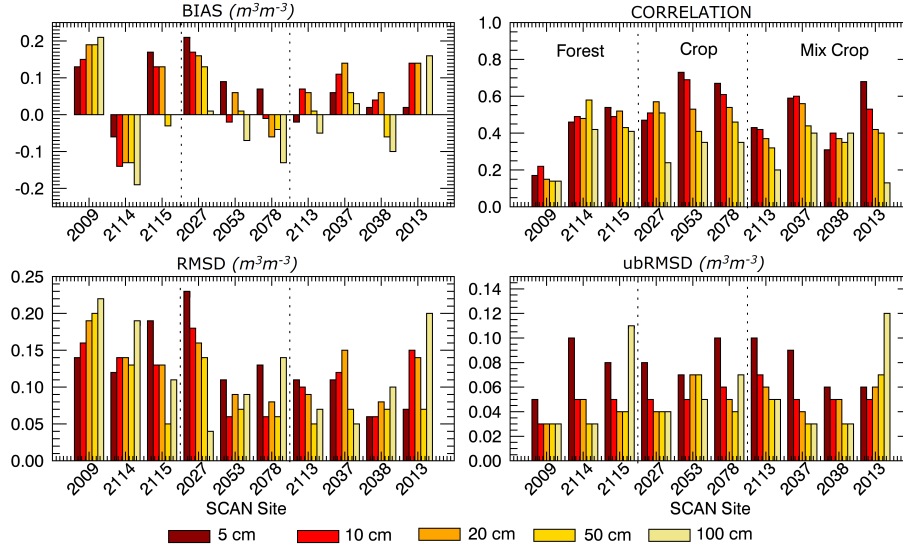 BIAS (m³m⁻³)
0.2
0.1
0.0
-0.1
-0.2
2009 2114 2115 2027 2053 2078 2113 2037 2038 2013
CORRELATION
1.0
0.8
0.6
0.4
0.2
0.0
Forest Crop Mix Crop
2009 2114 2115 2027 2053 2078 2113 2037 2038 2013
RMSD (m³m⁻³)
0.25
0.20
0.15
0.10
0.05
0.00
2009 2114 2115 2027 2053 2078 2113 2037 2038 2013
SCAN Site
ubRMSD (m³m⁻³)
0.14
0.12
0.10
0.08
0.06
0.04
0.02
0.00
2009 2114 2115 2027 2053 2078 2113 2037 2038 2013
SCAN Site
5 cm 10 cm 20 cm 50 cm 100 cm